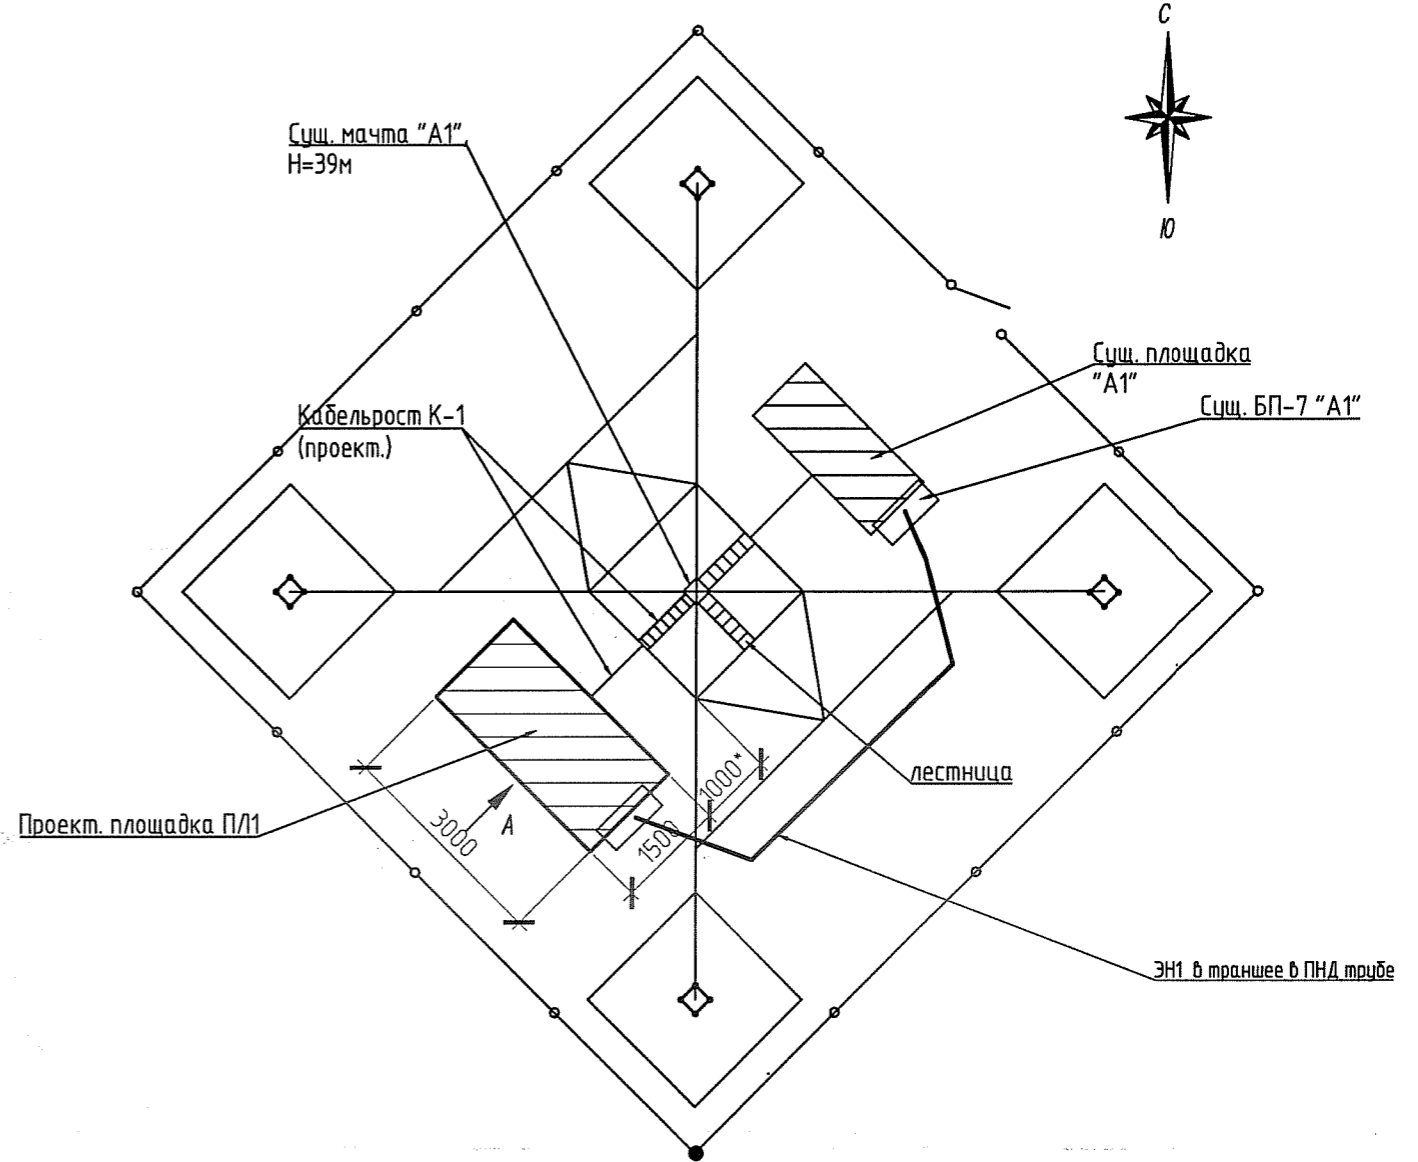 С
Ю
Сущ. мачта "А1"
Н=39м
Сущ. площадка
"А1"
Сущ. БП-7 "А1"
Кабельрост К-1
(проект.)
лестница
1000*
1500
3000
А
Проект. площадка ПЛ1
ЭН1 в траншее в ПНД трубе